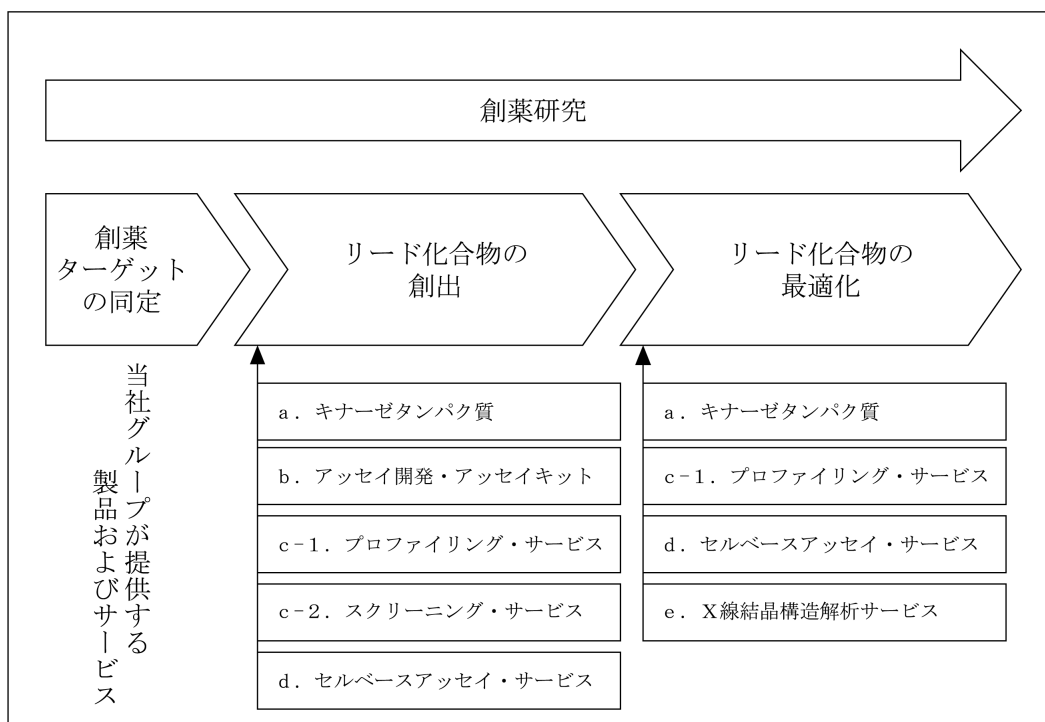 創薬研究
創薬
ターゲット
の同定
リード化合物の
創出
リード化合物の
最適化
当社グループが提供する
製品およびサービス
a．キナーゼタンパク質
b．アッセイ開発・アッセイキット
c-1．プロファイリング・サービス
c-2．スクリーニング・サービス
d．セルベースアッセイ・サービス
a．キナーゼタンパク質
c-1．プロファイリング・サービス
d．セルベースアッセイ・サービス
e．X線結晶構造解析サービス